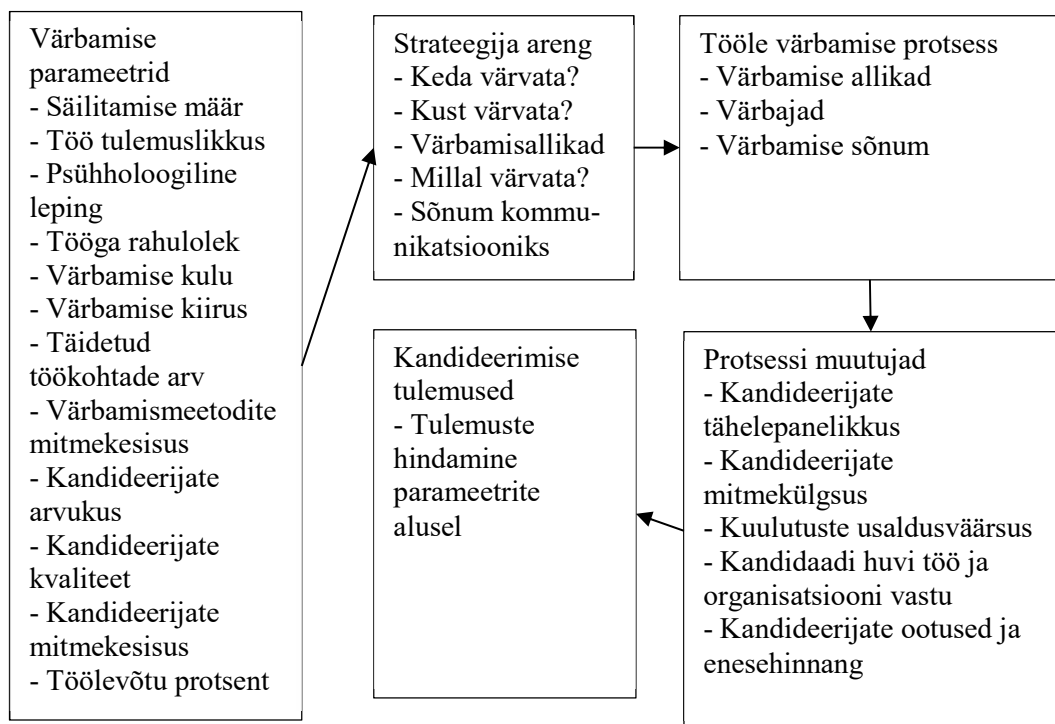 Värbamise
parameetrid
- Säilitamise määr
- Töö tulemuslikkus
- Psühholoogiline
leping
- Tööga rahulolek
- Värbamise kulu
- Värbamise kiirus
- Täidetud
töökohtade arv
- Värbamismeetodite
mitmekesisus
- Kandideerijate
arvukus
- Kandideerijate
kvaliteet
- Kandideerijate
mitmekesisus
- Töölevõtu protsent
Strateegija areng
- Keda värvata?
- Kust värvata?
- Värbamisallikad
- Millal värvata?
- Sõnum kommu-
nikatsiooniks
Tööle värbamise protsess
- Värbamise allikad
- Värbajad
- Värbamise sõnum
Protsessi muutujad
- Kandideerijate
tähelepanelikkus
- Kandideerijate
mitmekülgsus
- Kuulutuste usaldusväärsus
- Kandidaadi huvi töö ja
organisatsiooni vastu
- Kandideerijate ootused ja
enesehinnang
Kandideerimise
tulemused
- Tulemuste
hindamine
parameetrite
alusel